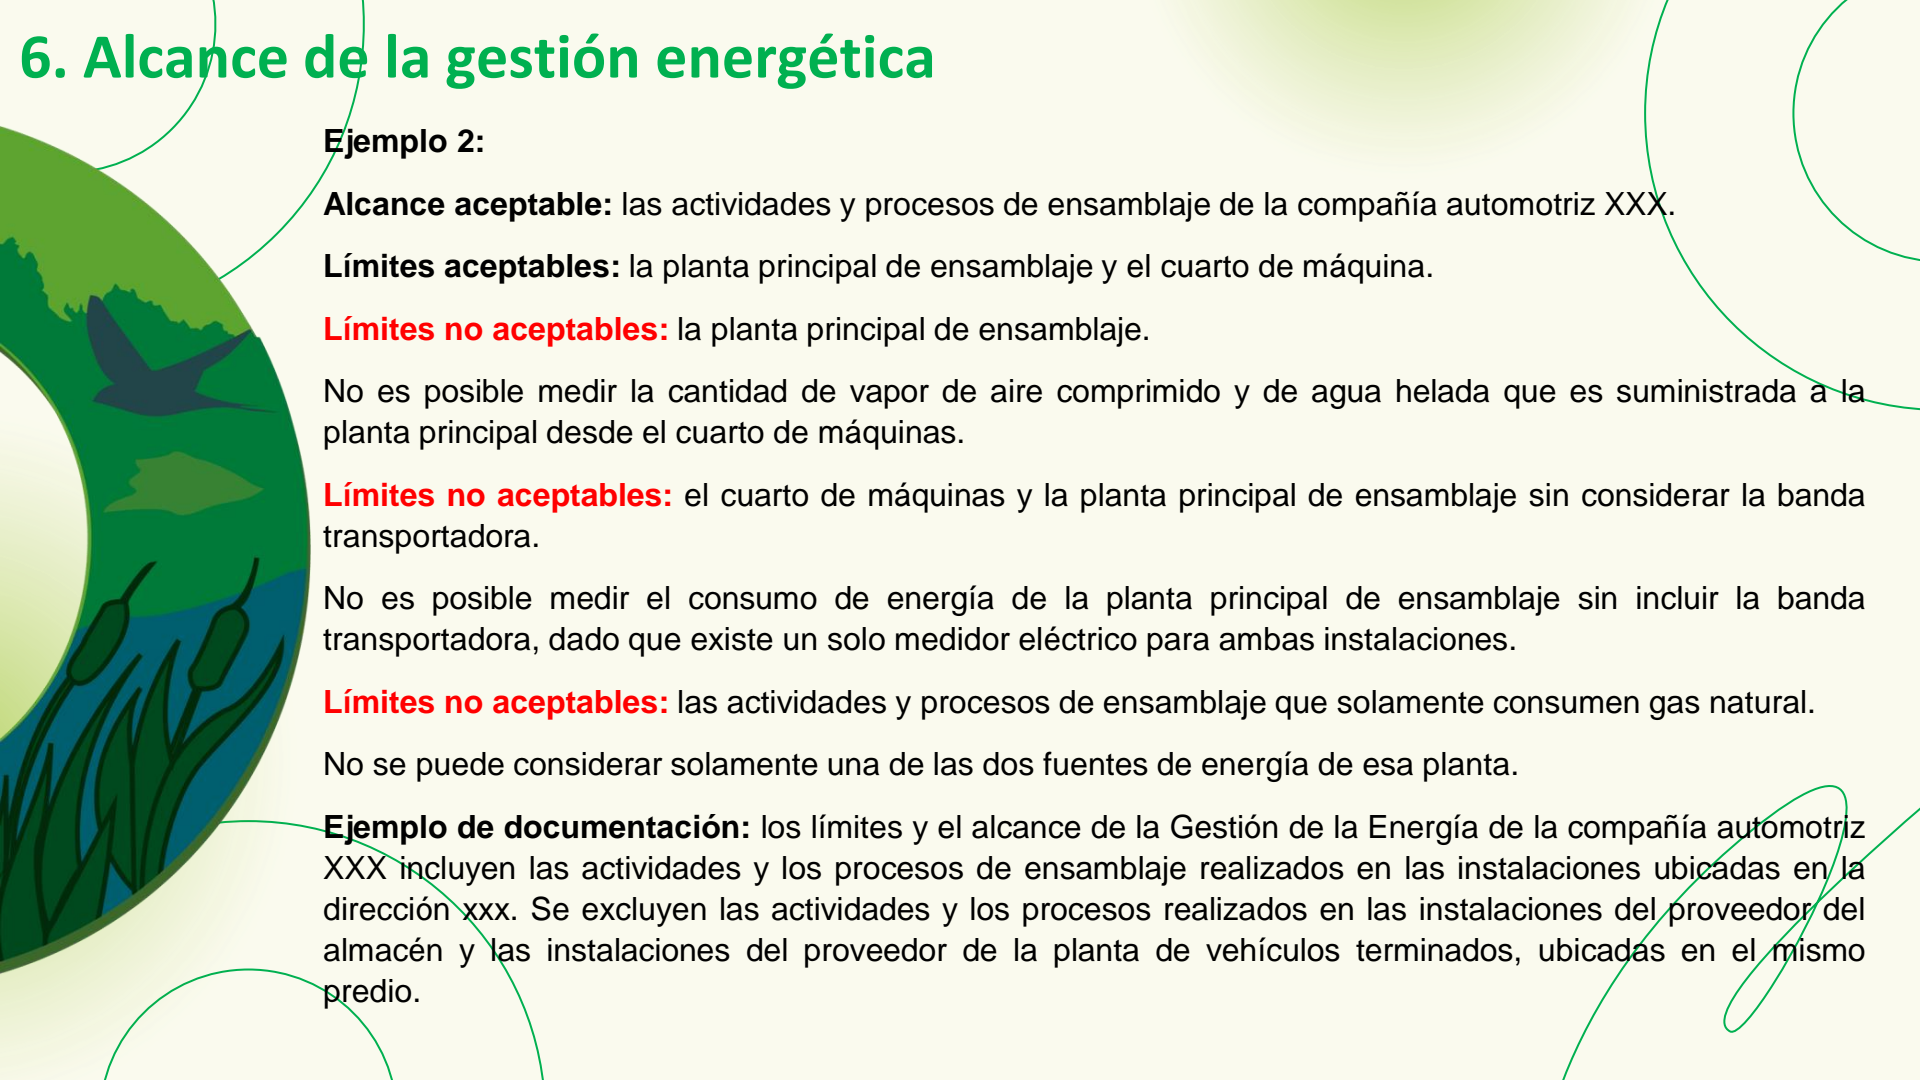 6. Alcance de la gestión energética
Ejemplo 2:
Alcance aceptable: las actividades y procesos de ensamblaje de la compañía automotriz XXX.
Límites aceptables: la planta principal de ensamblaje y el cuarto de máquina.
Límites no aceptables: la planta principal de ensamblaje.
No es posible medir la cantidad de vapor de aire comprimido y de agua helada que es suministrada a la
planta principal desde el cuarto de máquinas.
Límites no aceptables: el cuarto de máquinas y la planta principal de ensamblaje sin considerar la banda
transportadora.
No es posible medir el consumo de energía de la planta principal de ensamblaje sin incluir la banda
transportadora, dado que existe un solo medidor eléctrico para ambas instalaciones.
Límites no aceptables: las actividades y procesos de ensamblaje que solamente consumen gas natural.
No se puede considerar solamente una de las dos fuentes de energía de esa planta.
Ejemplo de documentación: los límites y el alcance de la Gestión de la Energía de la compañía automotriz
XXX incluyen las actividades y los procesos de ensamblaje realizados en las instalaciones ubicadas en la
dirección xxx. Se excluyen las actividades y los procesos realizados en las instalaciones del proveedor del
almacén y las instalaciones del proveedor de la planta de vehículos terminados, ubicadas en el mismo
predio.